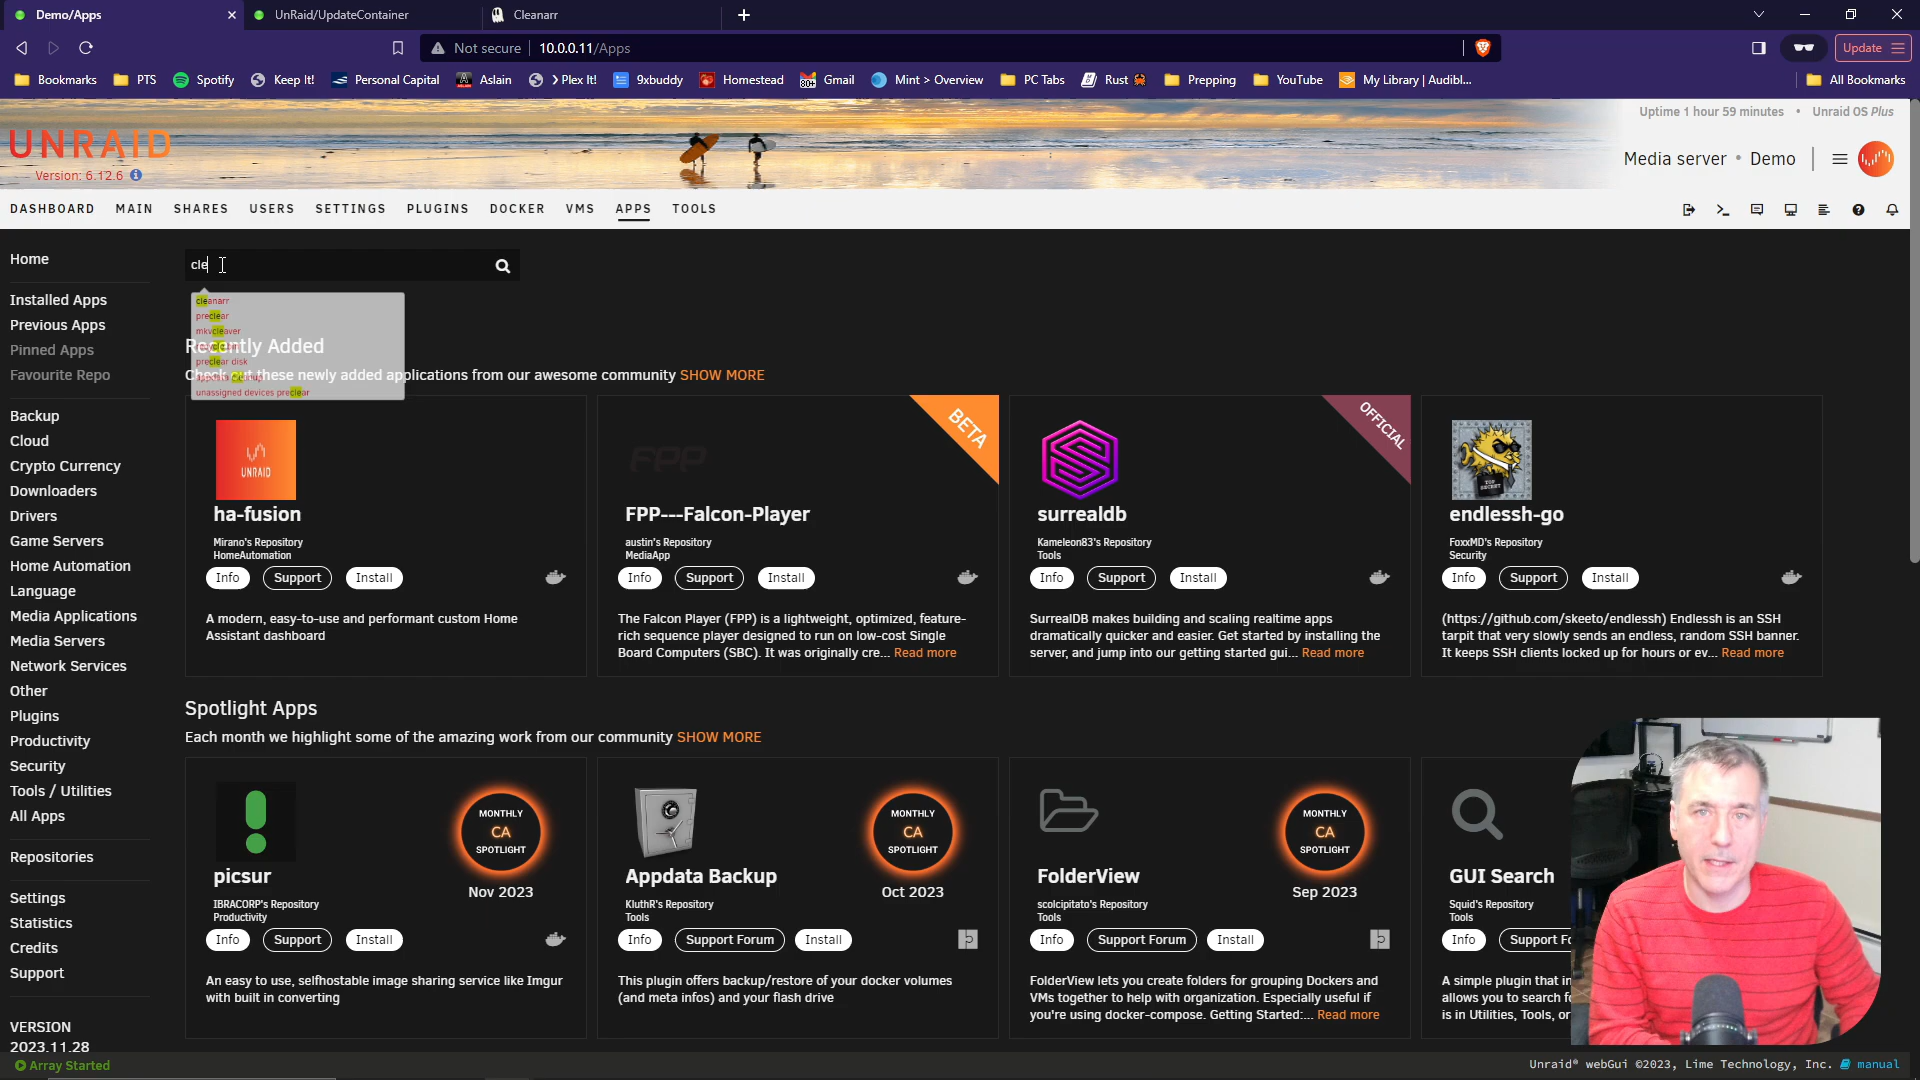 Demo/Apps
UnRaid/UpdateContainer
Cleanarr
Not secure 10.0.0.11/Apps
Update
Bookmarks PTS Spotify Keep It! Personal Capital Aslain > Plex It! 9xbuddy Homestead Gmail Mint > Overview PC Tabs Rust Prepping YouTube My Library | Audibl... All Bookmarks
Uptime 1 hour 59 minutes • Unraid OS Plus
UNRAID
Version: 6.12.6
Media server • Demo
DASHBOARD MAIN SHARES USERS SETTINGS PLUGINS DOCKER VMS APPS TOOLS
Home
Installed Apps
Previous Apps
Pinned Apps
Favourite Repo
Backup
Cloud
Crypto Currency
Downloaders
Drivers
Game Servers
Home Automation
Language
Media Applications
Media Servers
Network Services
Other
Plugins
Productivity
Security
Tools / Utilities
All Apps
Repositories
Settings
Statistics
Credits
Support
VERSION
2023.11.28
cle
cleanarr
preclear
mkvcleaver
preclear disk
unassigned devices preclear
Recently Added
Check out these newly added applications from our awesome community SHOW MORE
UNRAID
ha-fusion
Mirano's Repository
HomeAutomation
Info Support Install
A modern, easy-to-use and performant custom Home
Assistant dashboard
FPP
BETA
FPP---Falcon-Player
austin's Repository
MediaApp
Info Support Install
The Falcon Player (FPP) is a lightweight, optimized, feature-
rich sequence player designed to run on low-cost Single
Board Computers (SBC). It was originally cre... Read more
OFFICIAL
surrealdb
Kameleon83's Repository
Tools
Info Support Install
SurrealDB makes building and scaling realtime apps
dramatically quicker and easier. Get started by installing the
server, and jump into our getting started gui... Read more
TOP SECRET
endlessh-go
FoxxMD's Repository
Security
Info Support Install
(https://github.com/skeeto/endlessh) Endlessh is an SSH
tarpit that very slowly sends an endless, random SSH banner.
It keeps SSH clients locked up for hours or ev... Read more
Spotlight Apps
Each month we highlight some of the amazing work from our community SHOW MORE
MONTHLY
CA
SPOTLIGHT
Nov 2023
picsur
IBRACORP's Repository
Productivity
Info Support Install
An easy to use, selfhostable image sharing service like Imgur
with built in converting
MONTHLY
CA
SPOTLIGHT
Oct 2023
Appdata Backup
KluthR's Repository
Tools
Info Support Forum Install
This plugin offers backup/restore of your docker volumes
(and meta infos) and your flash drive
MONTHLY
CA
SPOTLIGHT
Sep 2023
FolderView
scolcipitato's Repository
Tools
Info Support Forum Install
FolderView lets you create folders for grouping Dockers and
VMs together to help with organization. Especially useful if
you're using docker-compose. Getting Started:... Read more
GUI Search
Squid's Repository
Tools
Info Support F
A simple plugin that
allows you to search
is in Utilities, Tools, or
Array Started
Unraid® webGui ©2023, Lime Technology, Inc. manual